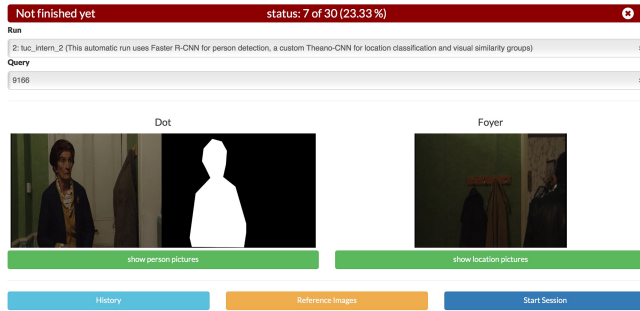 Not finished yet
status: 7 of 30 (23.33 %)
Run
2: tuc_intern_2 (This automatic run uses Faster R-CNN for person detection, a custom Theano-CNN for location classification and visual similarity groups)
Query
9166
Dot
Foyer
show person pictures
show location pictures
History
Reference Images
Start Session